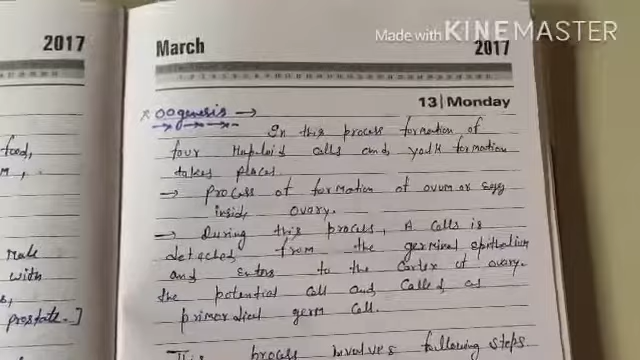 Made with KINEMASTER
2017
March 2017
13 | Monday
food,
make
with
prostate.]
x Oogenesis →
In this process formation of
four Haploid cells and yolk formation
takes places.
→ process of formation of ovum or egg
inside ovary.
→ During this process, A cells is
detached from the germinal epithelium
and enters to the cortex of ovary.
the potential cell and called as
primordial germ cell.
This process involves following steps